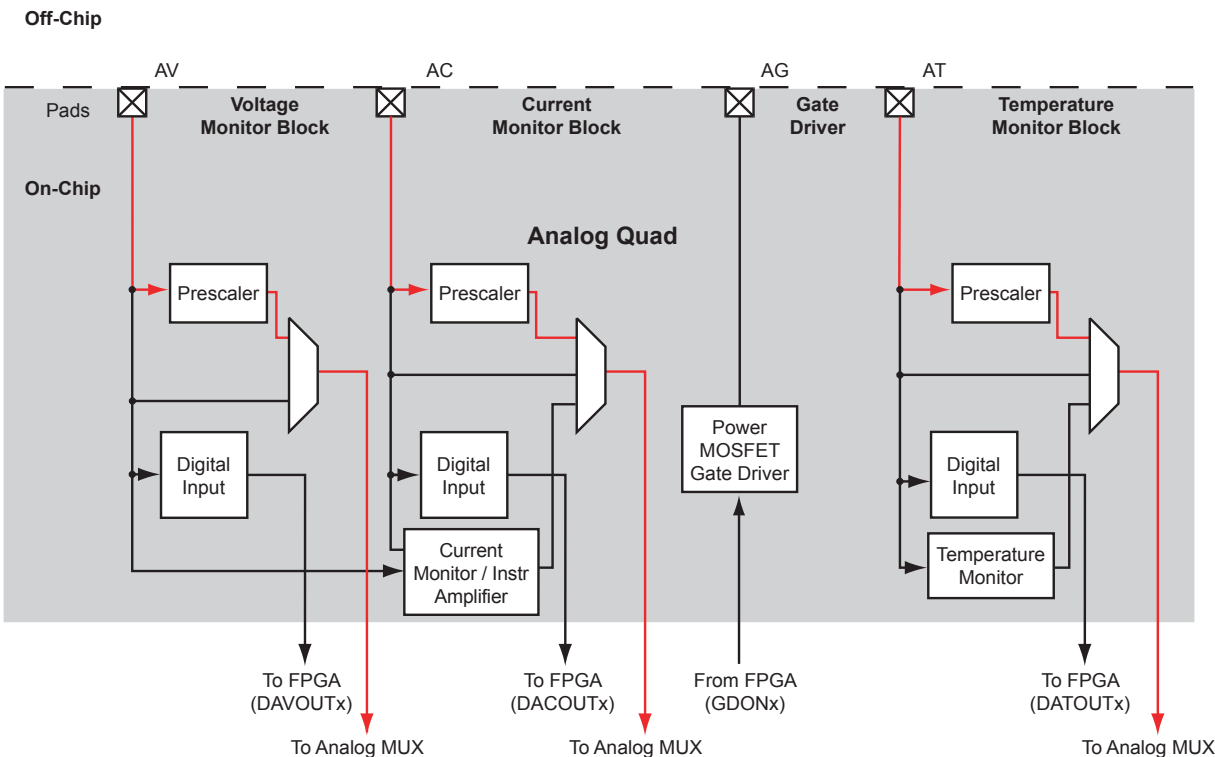 Off-Chip
AV
AC
AG
AT
Pads
Voltage
Monitor Block
Current
Monitor Block
Gate
Driver
Temperature
Monitor Block
On-Chip
Analog Quad
Prescaler
Prescaler
Prescaler
Power
MOSFET
Gate Driver
Digital
Input
Digital
Input
Digital
Input
Current
Monitor / Instr
Amplifier
Temperature
Monitor
To FPGA
(DAVOUTx)
To FPGA
(DACOUTx)
From FPGA
(GDONx)
To FPGA
(DATOUTx)
To Analog MUX
To Analog MUX
To Analog MUX